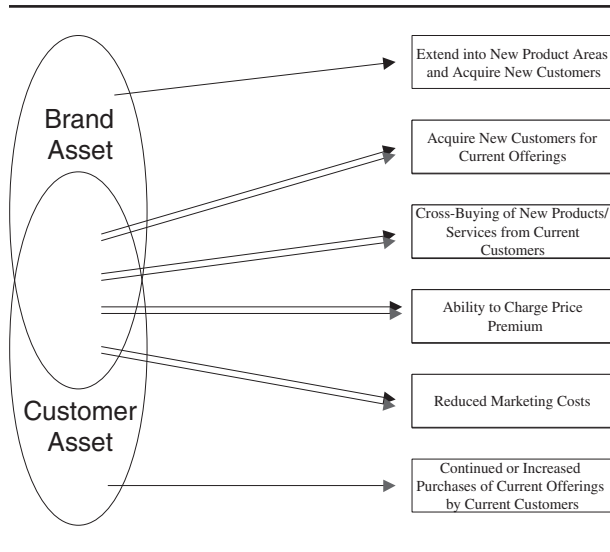 Extend into New Product Areas
and Acquire New Customers
Brand
Asset
Acquire New Customers for
Current Offerings
Cross-Buying of New Products/
Services from Current
Customers
Ability to Charge Price
Premium
Reduced Marketing Costs
Customer
Asset
Continued or Increased
Purchases of Current Offerings
by Current Customers